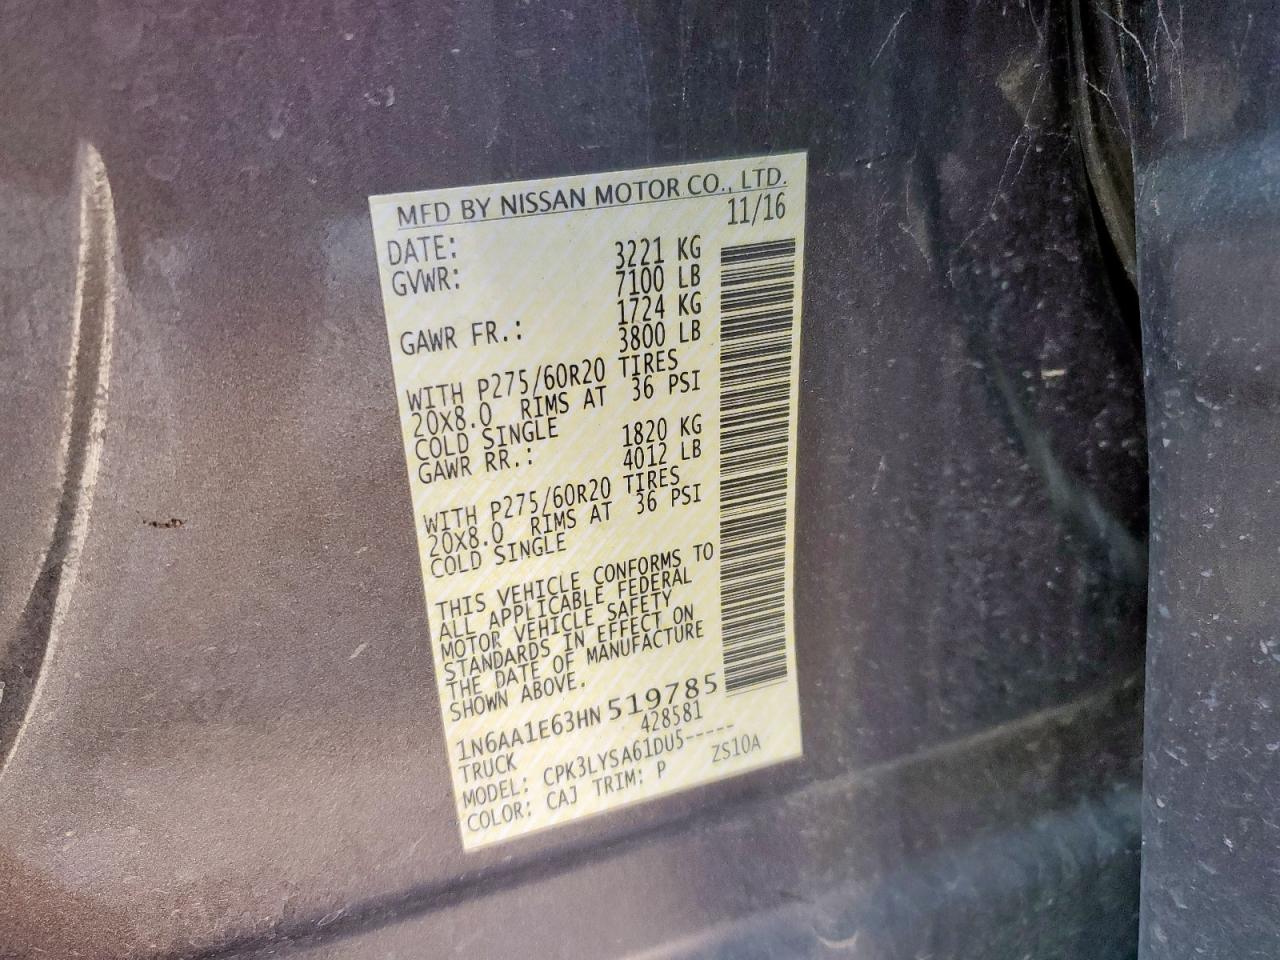 MFD BY NISSAN MOTOR CO., LTD.
DATE: 11/16
GVWR: 3221 KG
7100 LB
GAWR FR.: 1724 KG
3800 LB
WITH P275/60R20 TIRES
20X8.0 RIMS AT 36 PSI
COLD SINGLE
GAWR RR.: 1820 KG
4012 LB
WITH P275/60R20 TIRES
20X8.0 RIMS AT 36 PSI
COLD SINGLE
THIS VEHICLE CONFORMS TO
ALL APPLICABLE FEDERAL
MOTOR VEHICLE SAFETY
STANDARDS IN EFFECT ON
THE DATE OF MANUFACTURE
SHOWN ABOVE.
1N6AA1E63HN519785
TRUCK 428581
MODEL: CPK3LYSA61DU5-----
COLOR: CAJ TRIM: P ZS10A